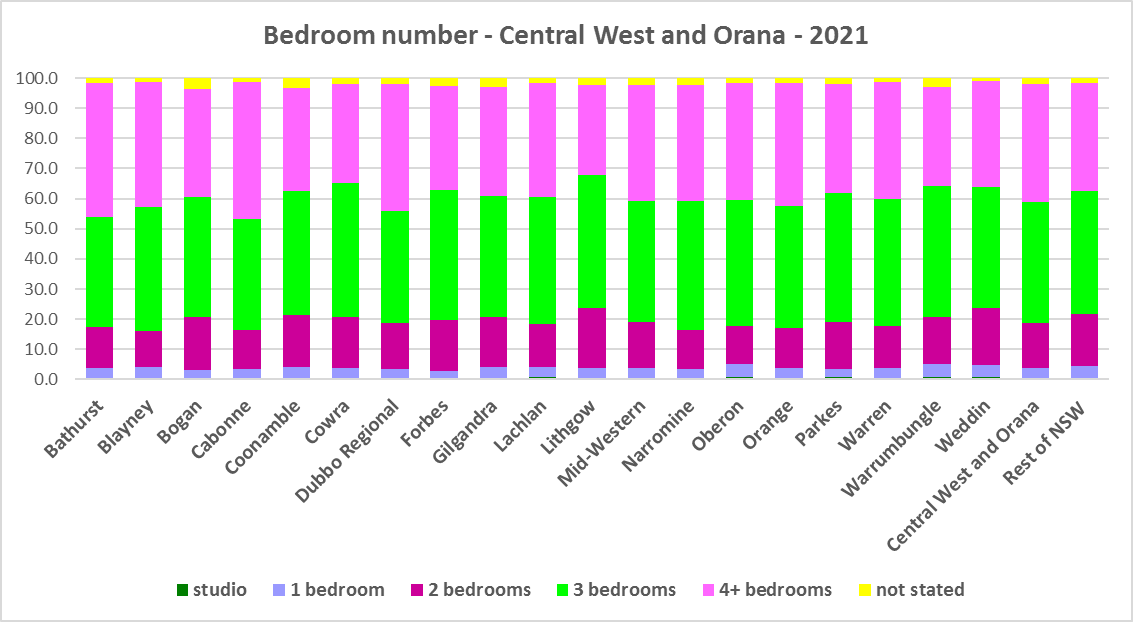 Bedroom number - Central West and Orana - 2021
100.0
90.0
80.0
70.0
60.0
50.0
40.0
30.0
20.0
10.0
0.0
Bathurst
Blayney
Bogan
Cabonne
Coonamble
Cowra
Dubbo Regional
Forbes
Gilgandra
Lachlan
Lithgow
Mid-Western
Narromine
Oberon
Orange
Parkes
Warren
Warrumbungle
Weddin
Central West and Orana
Rest of NSW
studio 1 bedroom 2 bedrooms 3 bedrooms 4+ bedrooms not stated